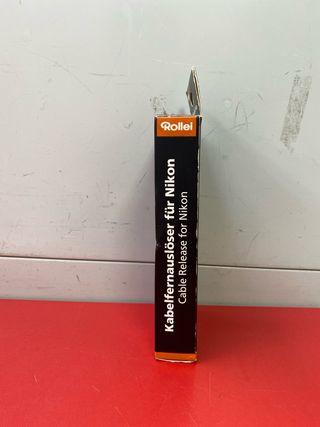 Rollei
Kabelfernauslöser für Nikon
Cable Release for Nikon